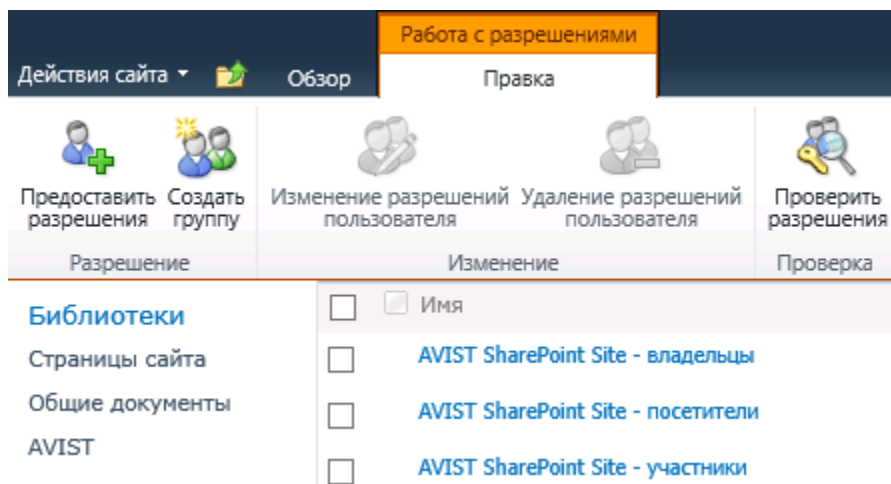 Работа с разрешениями
Действия сайта
Обзор
Правка
Предоставить
разрешения
Создать
группу
Изменение разрешений
пользователя
Удаление разрешений
пользователя
Проверить
разрешения
Разрешение
Изменение
Проверка
Библиотеки
Страницы сайта
Общие документы
AVIST
Имя
AVIST SharePoint Site - владельцы
AVIST SharePoint Site - посетители
AVIST SharePoint Site - участники